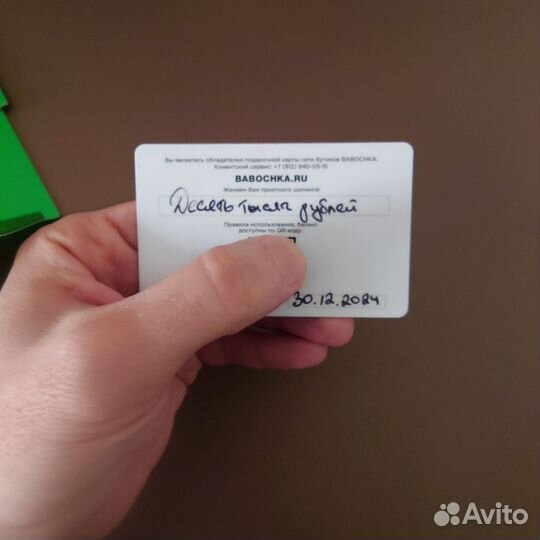 Вы являетесь обладателем подарочной карты сети бутиков BABOCHKA.
Клиентский сервис: +7 (812) 940-05-15
BABOCHKA.RU
Желаем Вам приятного шопинга!
Десять тысяч рублей
Правила использования, баланс
доступны по QR-коду:
30.12.2024
Avito